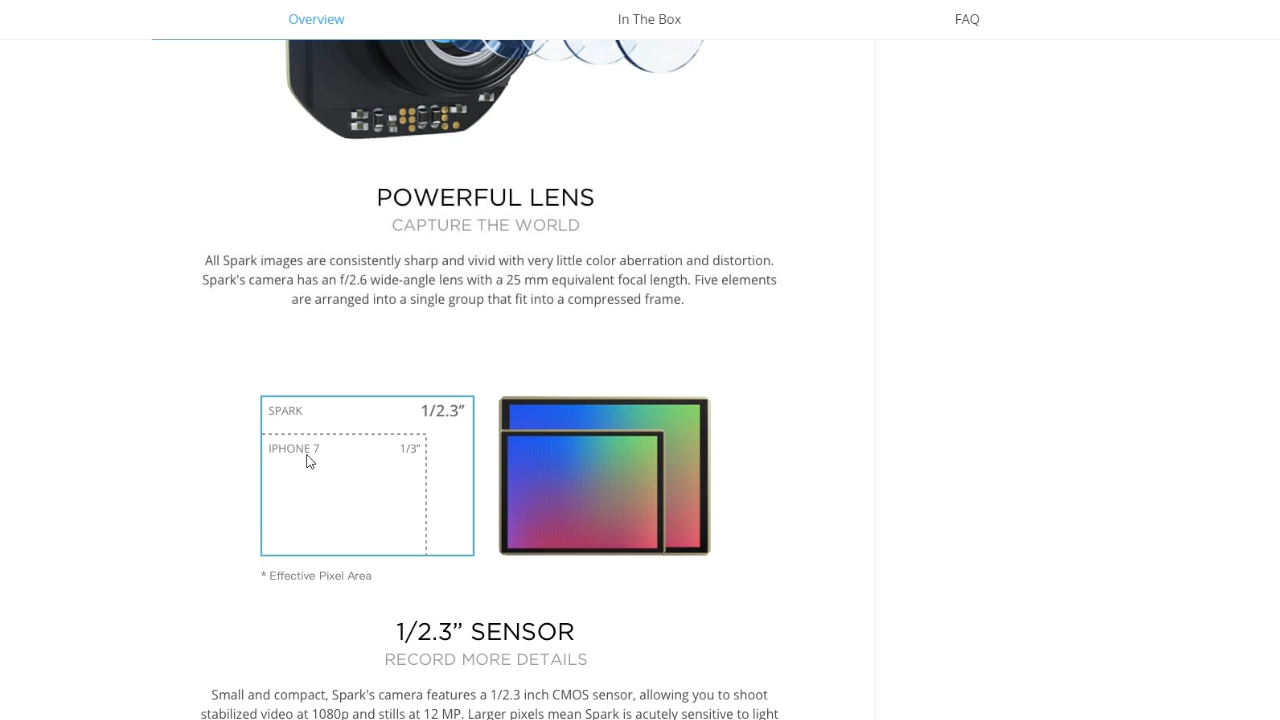 Overview
In The Box
FAQ
POWERFUL LENS
CAPTURE THE WORLD
All Spark images are consistently sharp and vivid with very little color aberration and distortion.
Spark's camera has an f/2.6 wide-angle lens with a 25 mm equivalent focal length. Five elements
are arranged into a single group that fit into a compressed frame.
SPARK
1/2.3”
IPHONE 7
1/3”
* Effective Pixel Area
1/2.3” SENSOR
RECORD MORE DETAILS
Small and compact, Spark's camera features a 1/2.3 inch CMOS sensor, allowing you to shoot
stabilized video at 1080p and stills at 12 MP. Larger pixels mean Spark is acutely sensitive to light